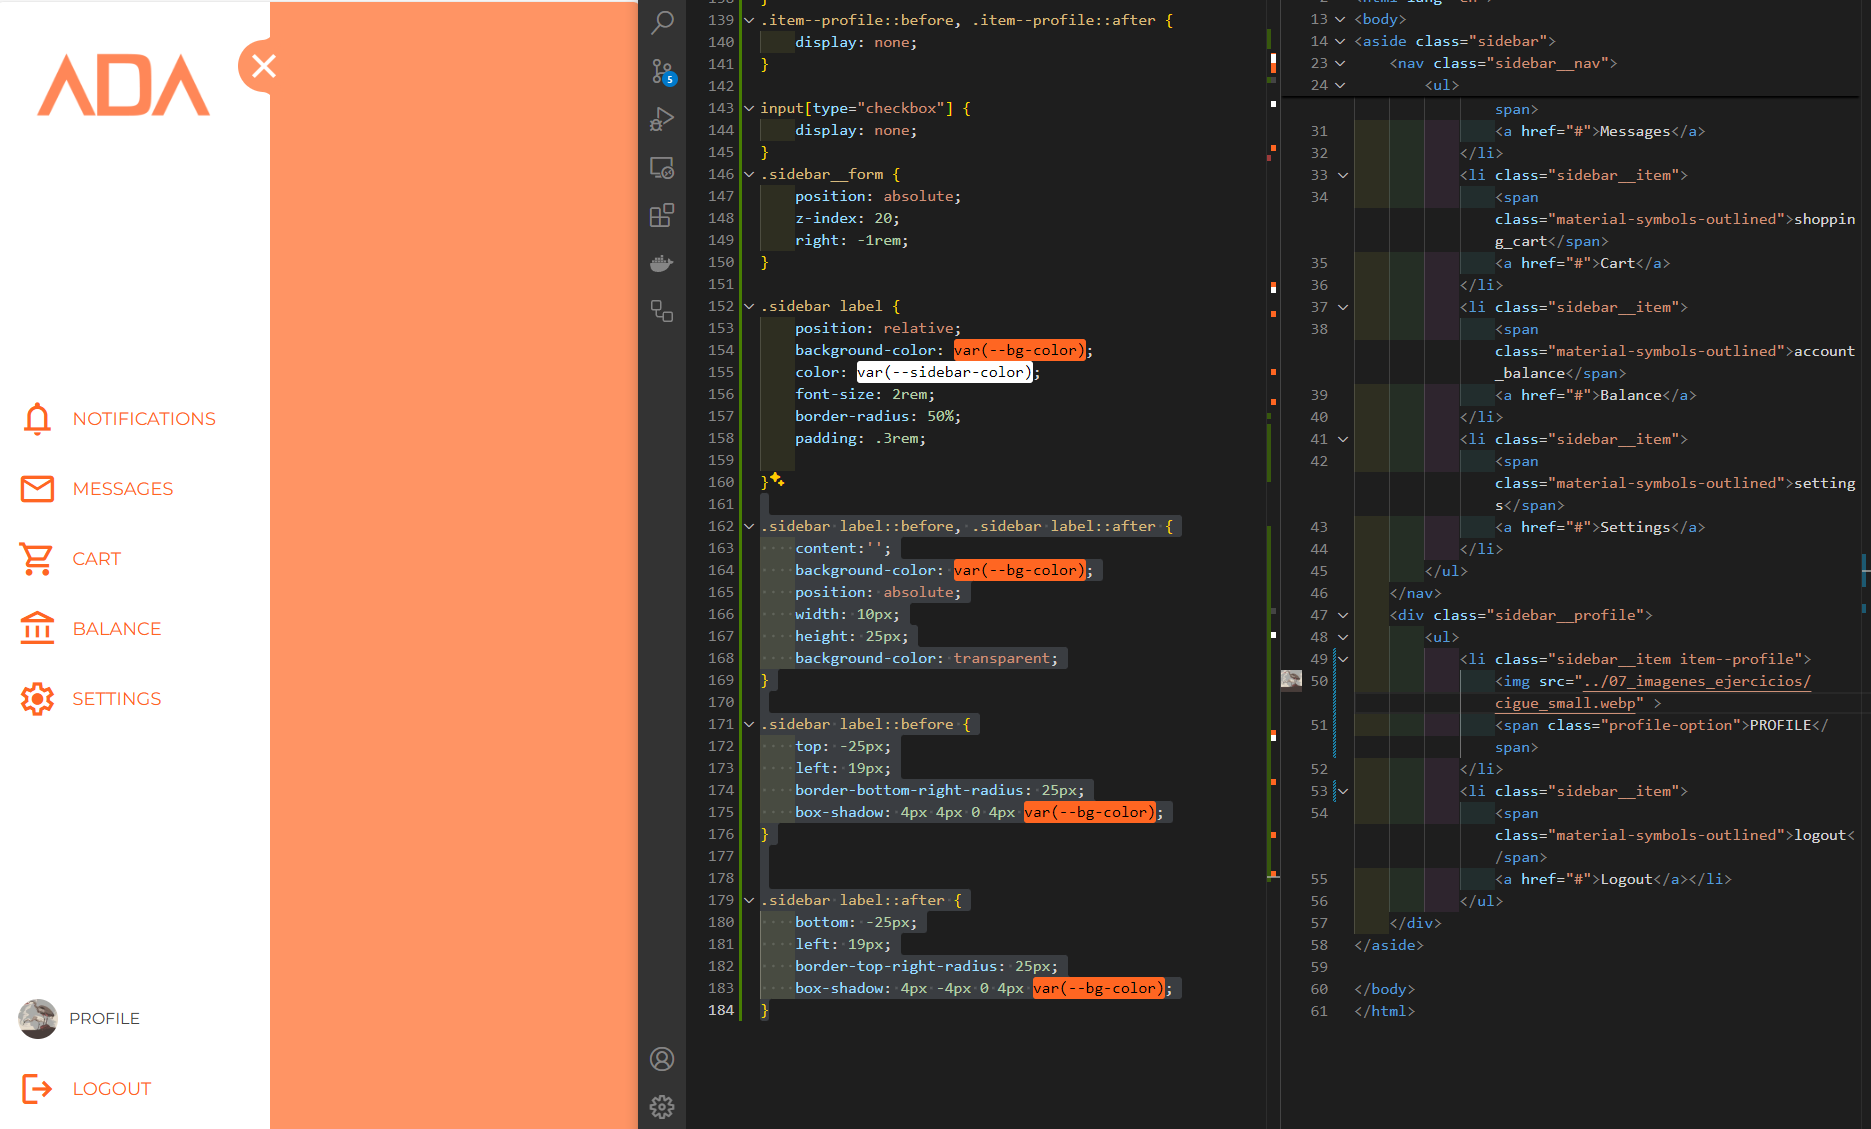 ADA
NOTIFICATIONS
MESSAGES
CART
BALANCE
SETTINGS
PROFILE
LOGOUT
5
139 .item--profile::before, .item--profile::after {
140 display: none;
141 }
142
143 input[type="checkbox"] {
144 display: none;
145 }
146 .sidebar__form {
147 position: absolute;
148 z-index: 20;
149 right: -1rem;
150 }
151
152 .sidebar label {
153 position: relative;
154 background-color: var(--bg-color);
155 color: var(--sidebar-color);
156 font-size: 2rem;
157 border-radius: 50%;
158 padding: .3rem;
159
160 }
161
162 .sidebar label::before, .sidebar label::after {
163 content:'';
164 background-color: var(--bg-color);
165 position: absolute;
166 width: 10px;
167 height: 25px;
168 background-color: transparent;
169 }
170
171 .sidebar label::before {
172 top: -25px;
173 left: 19px;
174 border-bottom-right-radius: 25px;
175 box-shadow: 4px 4px 0 4px var(--bg-color);
176 }
177
178
179 .sidebar label::after {
180 bottom: -25px;
181 left: 19px;
182 border-top-right-radius: 25px;
183 box-shadow: 4px -4px 0 4px var(--bg-color);
184 }
13 <body>
14 <aside class="sidebar">
23 <nav class="sidebar__nav">
24 <ul>
span>
31 <a href="#">Messages</a>
32 </li>
33 <li class="sidebar__item">
34 <span
class="material-symbols-outlined">shoppin
g_cart</span>
35 <a href="#">Cart</a>
36 </li>
37 <li class="sidebar__item">
38 <span
class="material-symbols-outlined">account
_balance</span>
39 <a href="#">Balance</a>
40 </li>
41 <li class="sidebar__item">
42 <span
class="material-symbols-outlined">setting
s</span>
43 <a href="#">Settings</a>
44 </li>
45 </ul>
46 </nav>
47 <div class="sidebar__profile">
48 <ul>
49 <li class="sidebar__item item--profile">
50 <img src="../07_imagenes_ejercicios/
cigue_small.webp" >
51 <span class="profile-option">PROFILE</
span>
52 </li>
53 <li class="sidebar__item">
54 <span
class="material-symbols-outlined">logout<
/span>
55 <a href="#">Logout</a></li>
56 </ul>
57 </div>
58 </aside>
59
60 </body>
61 </html>